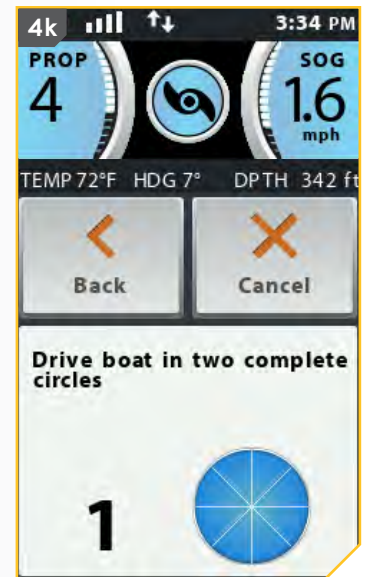 4k 3:34 PM
PROP SOG
4 1.6
mph
TEMP 72°F HDG 7° DPTH 342 ft
Back Cancel
Drive boat in two complete
circles
1